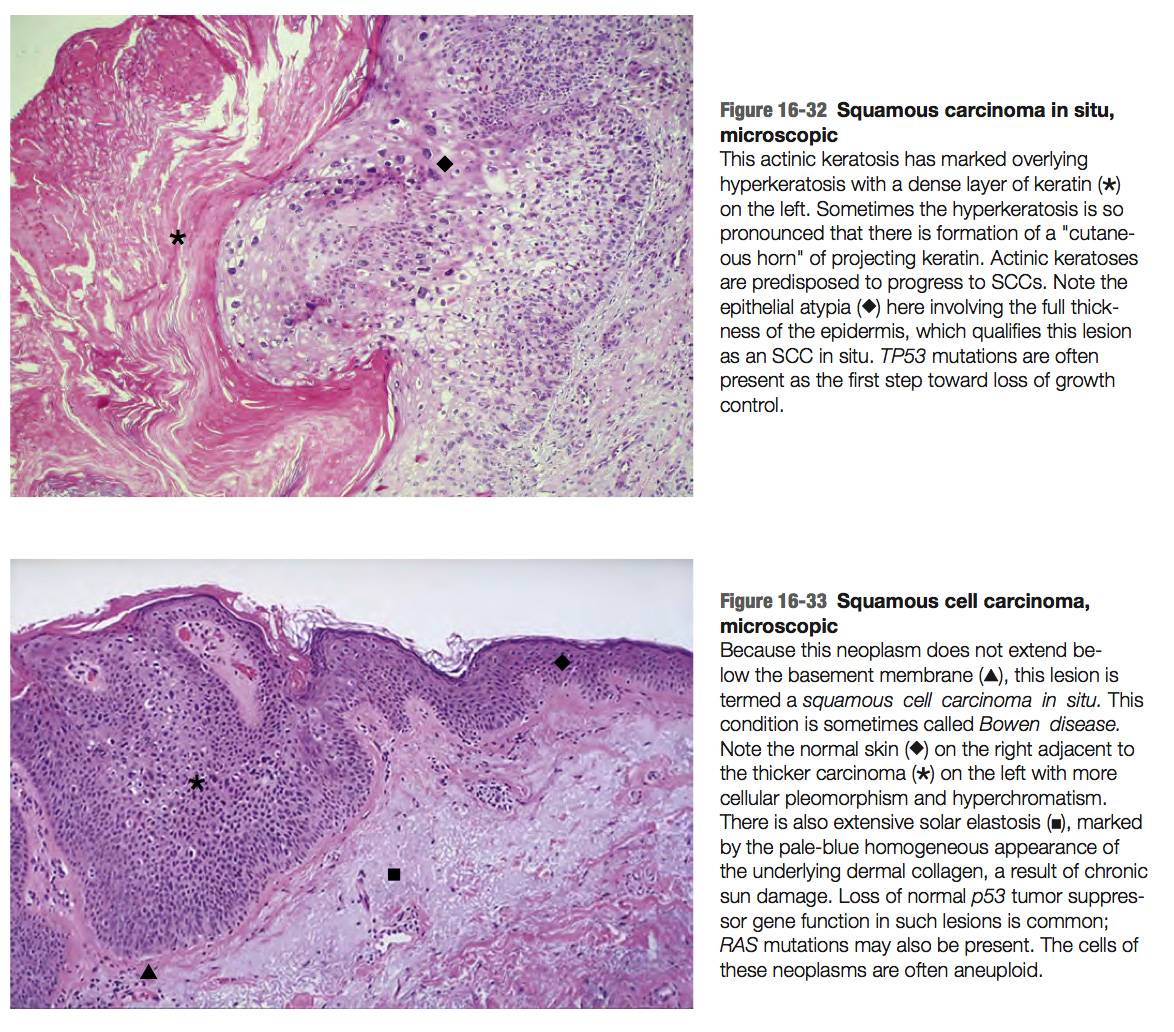 Figure 16-32 Squamous carcinoma in situ,
microscopic
This actinic keratosis has marked overlying
hyperkeratosis with a dense layer of keratin (*)
on the left. Sometimes the hyperkeratosis is so
pronounced that there is formation of a "cutane-
ous horn" of projecting keratin. Actinic keratoses
are predisposed to progress to SCCs. Note the
epithelial atypia (◆) here involving the full thick-
ness of the epidermis, which qualifies this lesion
as an SCC in situ. TP53 mutations are often
present as the first step toward loss of growth
control.
Figure 16-33 Squamous cell carcinoma,
microscopic
Because this neoplasm does not extend be-
low the basement membrane (▲), this lesion is
termed a squamous cell carcinoma in situ. This
condition is sometimes called Bowen disease.
Note the normal skin (◆) on the right adjacent to
the thicker carcinoma (*) on the left with more
cellular pleomorphism and hyperchromatism.
There is also extensive solar elastosis (■), marked
by the pale-blue homogeneous appearance of
the underlying dermal collagen, a result of chronic
sun damage. Loss of normal p53 tumor suppres-
sor gene function in such lesions is common;
RAS mutations may also be present. The cells of
these neoplasms are often aneuploid.